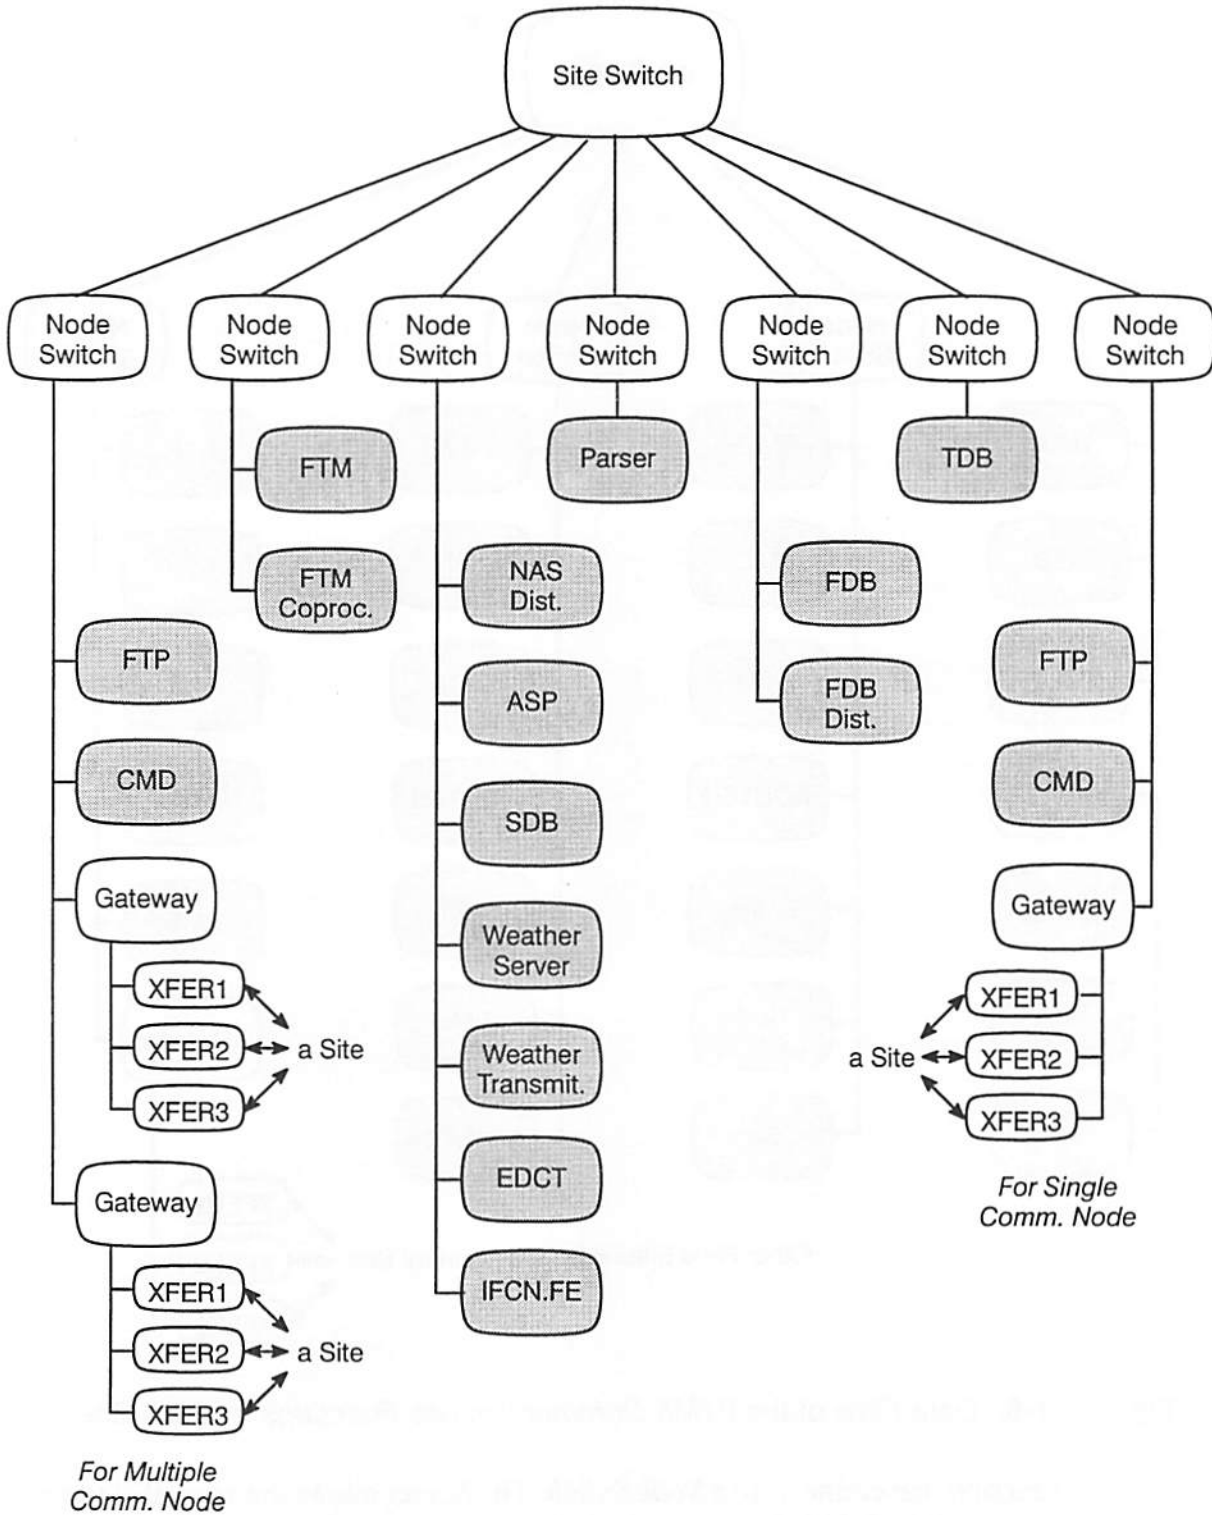 Site Switch
Node
Switch
Node
Switch
Node
Switch
Node
Switch
Node
Switch
Node
Switch
Node
Switch
FTP
CMD
Gateway
XFER1
XFER2
a Site
XFER3
Gateway
XFER1
XFER2
a Site
XFER3
For Multiple
Comm. Node
FTM
FTM
Coproc.
NAS
Dist.
ASP
SDB
Weather
Server
Weather
Transmit.
EDCT
IFCN.FE
Parser
FDB
FDB
Dist.
TDB
FTP
CMD
Gateway
XFER1
a Site
XFER2
XFER3
For Single
Comm. Node